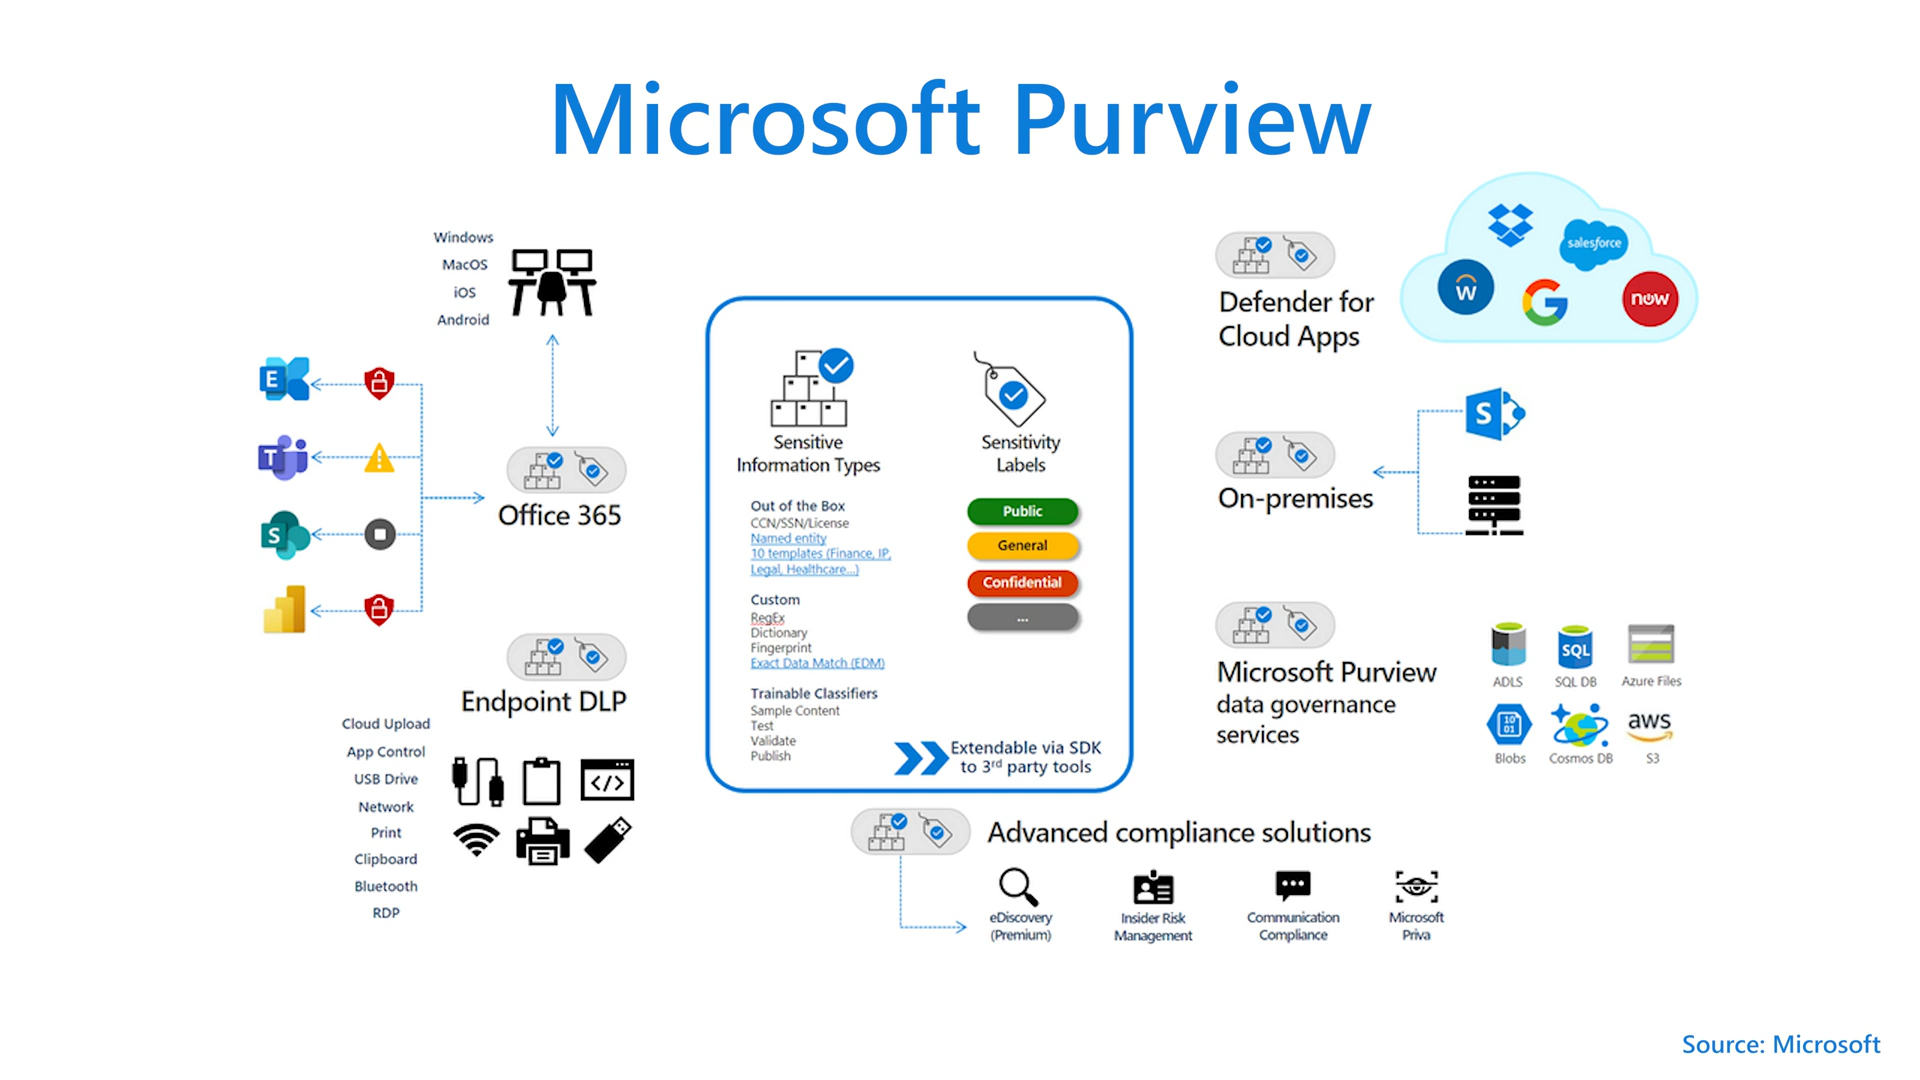 Microsoft Purview
Windows
MacOS
iOS
Android
E
T
S
Office 365
Endpoint DLP
Cloud Upload
App Control
USB Drive
Network
Print
Clipboard
Bluetooth
RDP
</>
Sensitive
Information Types
Out of the Box
CCN/SSN/License
Named entity
10 templates (Finance, IP,
Legal, Healthcare...)
Custom
RegEx
Dictionary
Fingerprint
Exact Data Match (EDM)
Trainable Classifiers
Sample Content
Test
Validate
Publish
Sensitivity
Labels
Public
General
Confidential
...
Extendable via SDK
to 3rd party tools
Defender for
Cloud Apps
salesforce
W
G
now
On-premises
S
Microsoft Purview
data governance
services
ADLS
SQL
SQL DB
Azure Files
10
01
Blobs
Cosmos DB
aws
S3
Advanced compliance solutions
eDiscovery
(Premium)
Insider Risk
Management
Communication
Compliance
Microsoft
Priva
Source: Microsoft